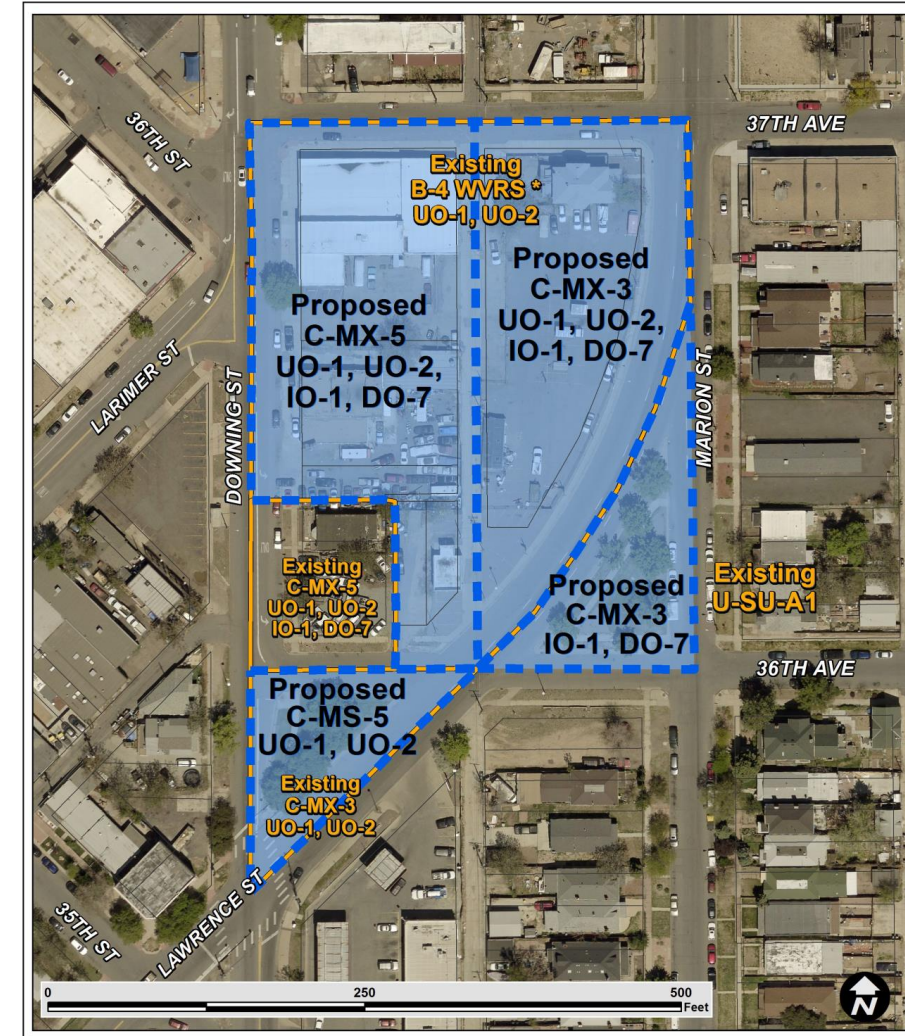 36TH ST
37TH AVE
Existing
B-4 WVRS *
UO-1, UO-2
Proposed
C-MX-5
UO-1, UO-2,
IO-1, DO-7
Proposed
C-MX-3
UO-1, UO-2,
IO-1, DO-7
LARIMER ST
DOWNING ST
MARION ST
Existing
C-MX-5
UO-1, UO-2
IO-1, DO-7
Proposed
C-MX-3
IO-1, DO-7
Existing
U-SU-A1
36TH AVE
Proposed
C-MS-5
UO-1, UO-2
Existing
C-MX-3
UO-1, UO-2
35TH ST
LAWRENCE ST
0 250 500
Feet
N